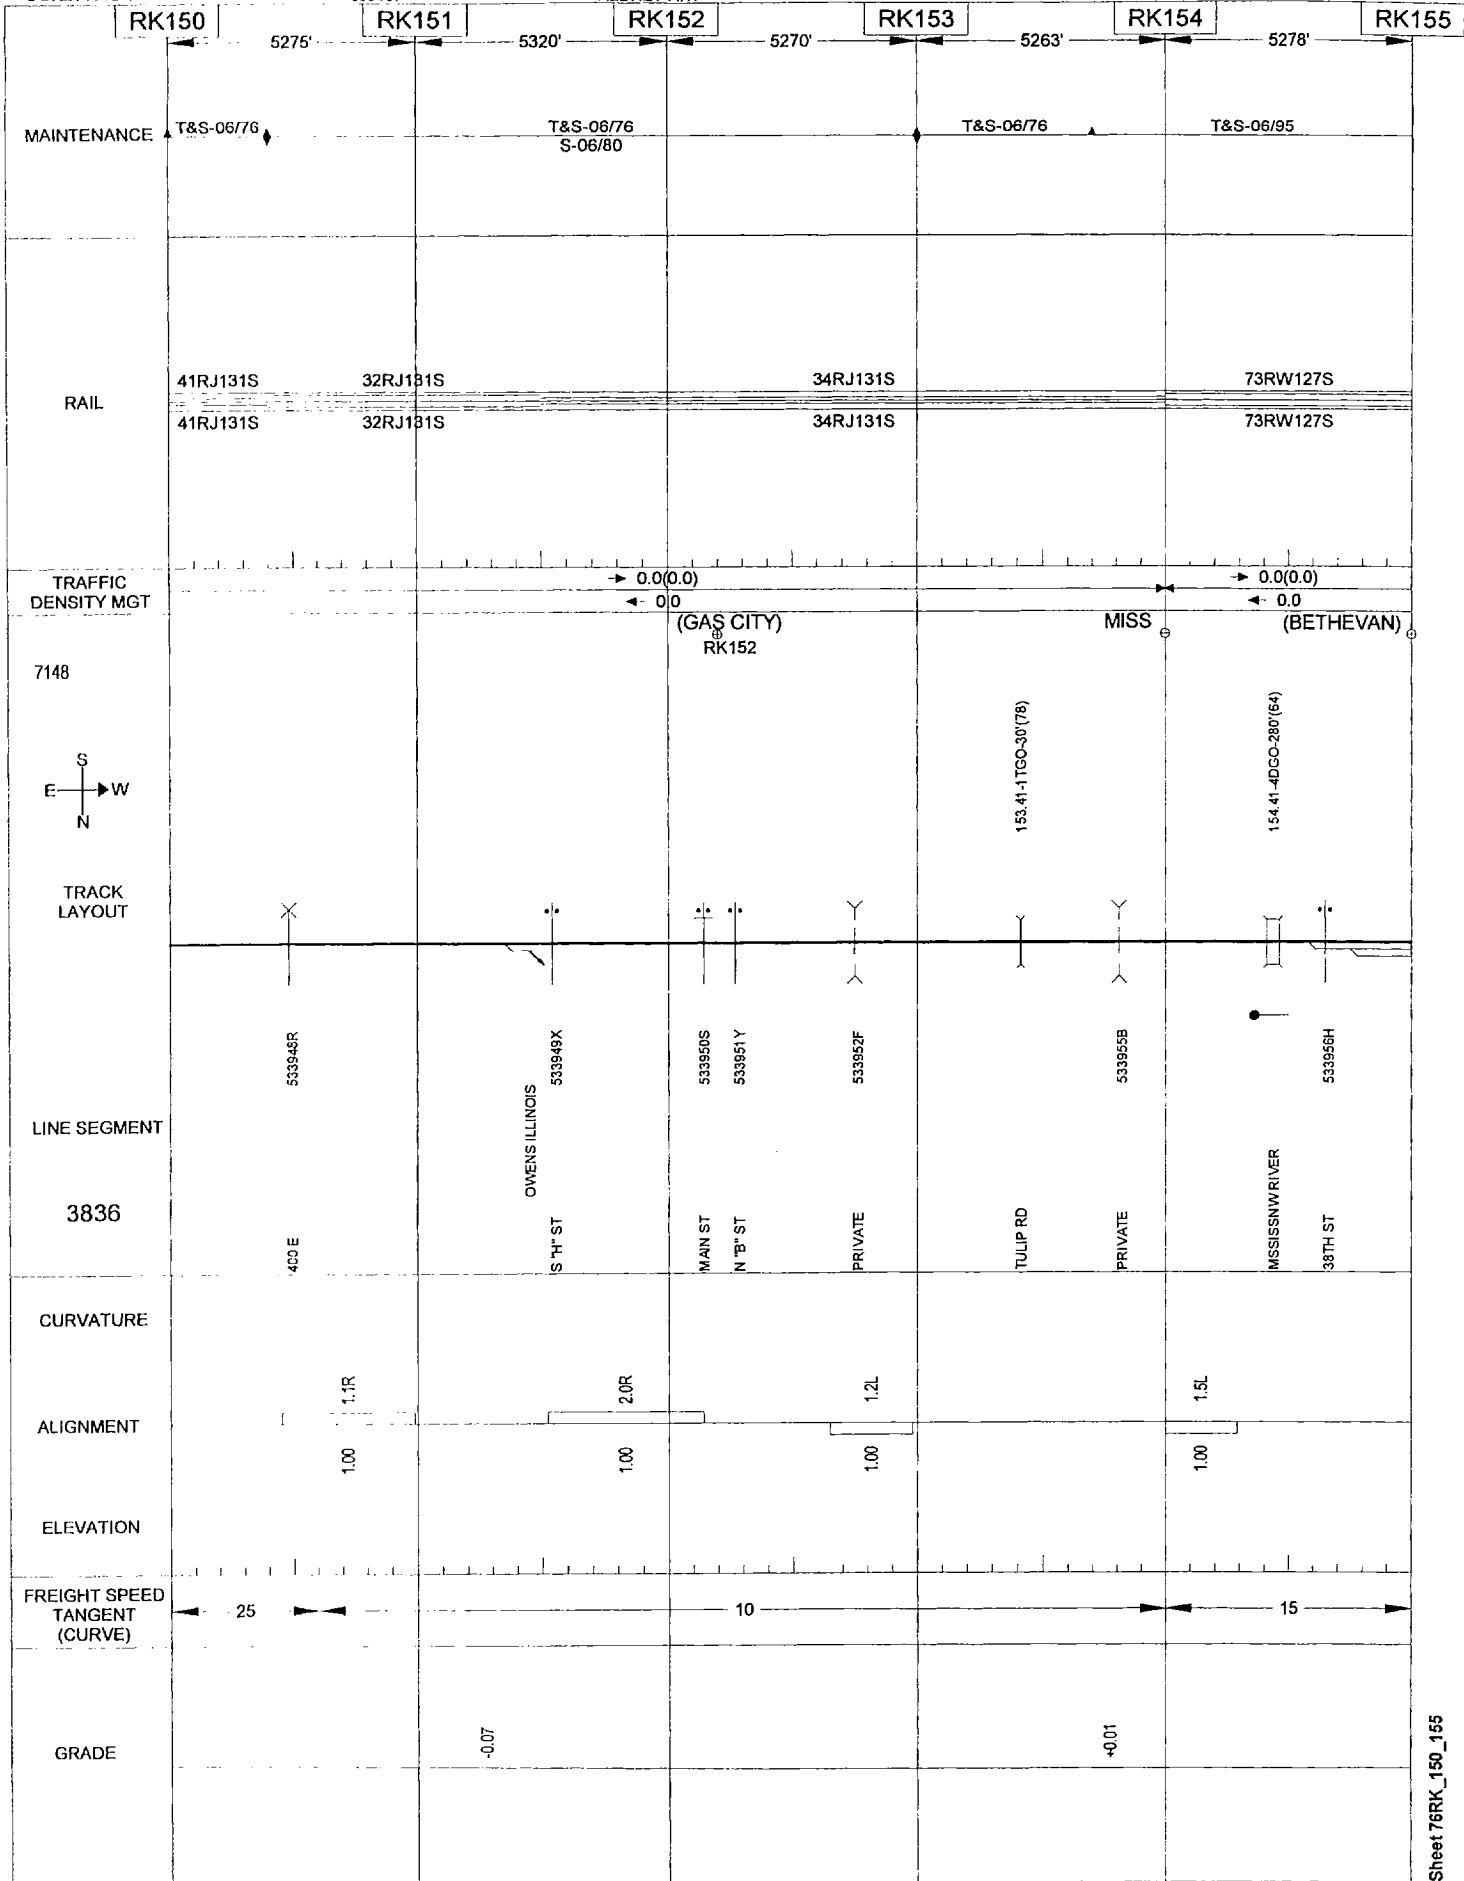 RK150 RK151 RK152 RK153 RK154 RK155
5275' 5320' 5270' 5263' 5278'
MAINTENANCE T&S-06/76 T&S-06/76 T&S-06/76 T&S-06/95
S-06/80
41RJ131S 32RJ131S 34RJ131S 73RW127S
RAIL
41RJ131S 32RJ131S 34RJ131S 73RW127S
TRAFFIC
DENSITY MGT
0.0(0.0) 0.0(0.0)
0.0 0.0
(GAS CITY) MISS (BETHEVAN)
RK152
7148
153.41-1TGO-30'(78)
154.41-4DGO-280'(64)
S
E W
N
TRACK
LAYOUT
533948R
533949X
533950S
533951Y
533952F
533955B
533956H
OWENS ILLINOIS
LINE SEGMENT
3836
400 E
S "H" ST
MAIN ST
N "B" ST
PRIVATE
TULIP RD
PRIVATE
MSSISSNW RIVER
38TH ST
CURVATURE
1.1R 2.0R 1.2L 1.5L
ALIGNMENT
1.00 1.00 1.00 1.00
ELEVATION
FREIGHT SPEED
TANGENT
(CURVE)
25 10 15
GRADE
-0.07 +0.01
Sheet 76RK_150_155